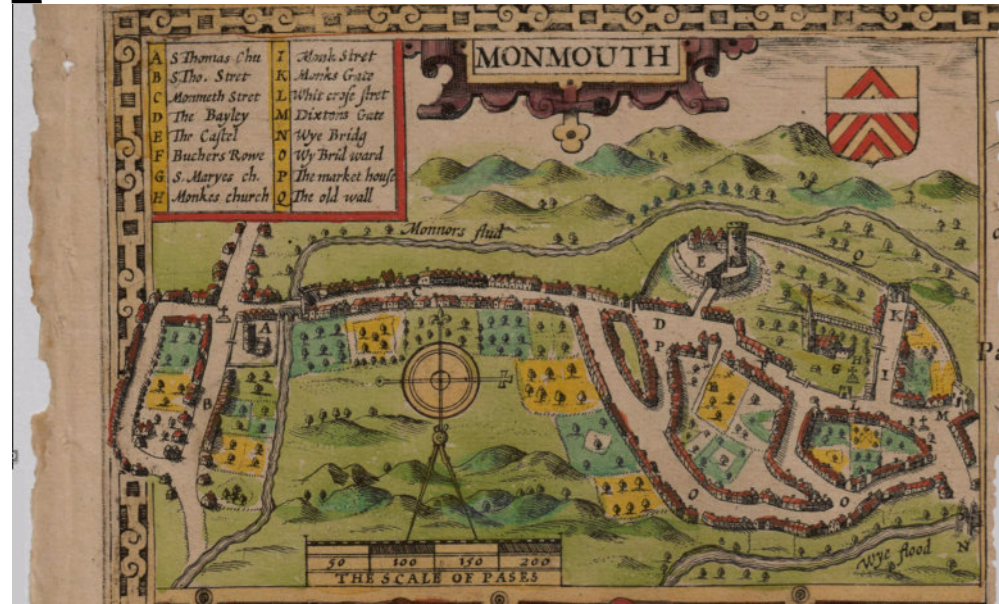 MONMOUTH
A S Thomas Chu
B S. Tho. Stret
C Monmeth Stret
D The Bayley
E The Castel
F Buchers Rowe
G S. Maryes ch.
H Monkes church
I Monk Stret
K Monks Gate
L Whit crose stret
M Dixtons Gate
N Wye Bridg
O Wy Brid ward
P The market house
Q The old wall
Monnors flud
Q
E
C
K
A
D
P
H
G
I
B
L
M
O
O
N
Wye flood
50 100 150 200
THE SCALE OF PASES